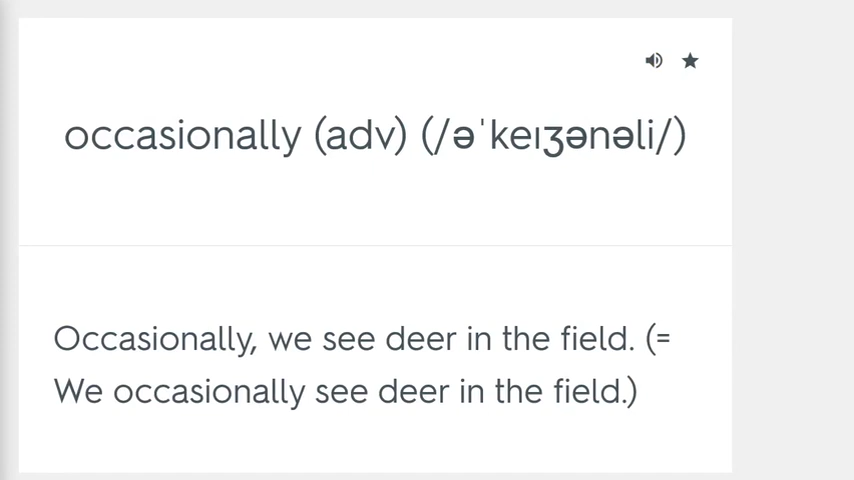 occasionally (adv) (/əˈkeɪʒənəli/)
Occasionally, we see deer in the field. (=
We occasionally see deer in the field.)